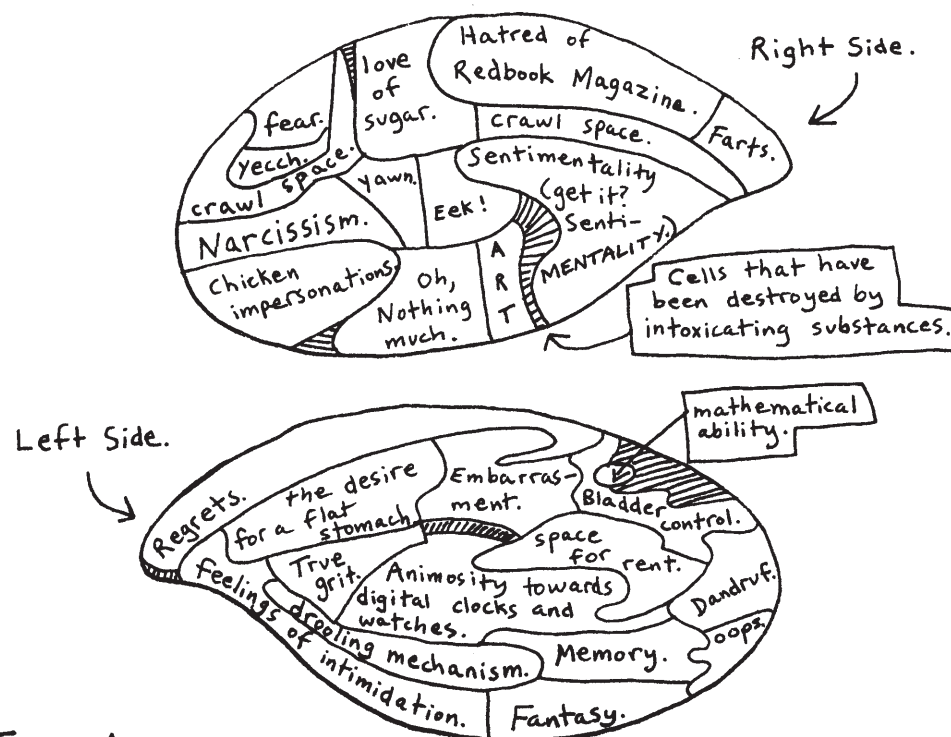 Right Side.
Hatred of
Redbook Magazine.
love
of
sugar.
fear.
yecch.
crawl space.
crawl space.
Farts.
Sentimentality
(get it?
Senti-
MENTALITY.)
yawn.
Eek!
Narcissism.
Chicken
impersonations.
Oh,
Nothing
much.
ART
Cells that have
been destroyed by
intoxicating substances.
Left Side.
mathematical
ability.
Regrets.
the desire
for a flat
stomach.
Embarras-
ment.
Bladder
control.
space
for
rent.
True
grit.
Animosity towards
digital clocks and
watches.
Dandruf.
oops.
feelings of intimidation.
drooling mechanism.
Memory.
Fantasy.